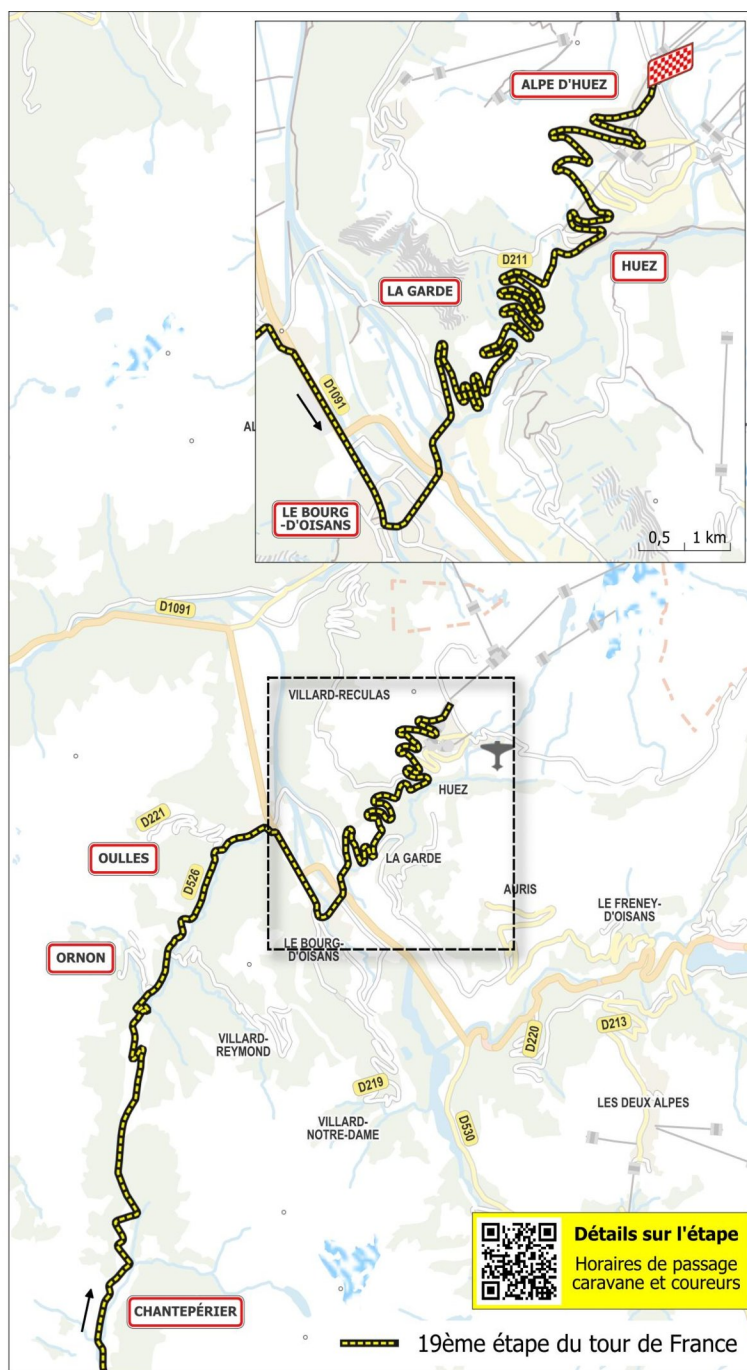 ALPE D'HUEZ
HUEZ
D211
LA GARDE
D1091
AL
LE BOURG
-D'OISANS
0,5 1 km
D1091
VILLARD-RECULAS
HUEZ
D221
OULLES
D526
LA GARDE
AURIS
LE FRENEY-
D'OISANS
LE BOURG-
D'OISANS
ORNON
VILLARD-
REYMOND
D220
D213
D219
VILLARD-
NOTRE-DAME
D530
LES DEUX ALPES
CHANTEPÉRIER
Détails sur l'étape
Horaires de passage
caravane et coureurs
19ème étape du tour de France